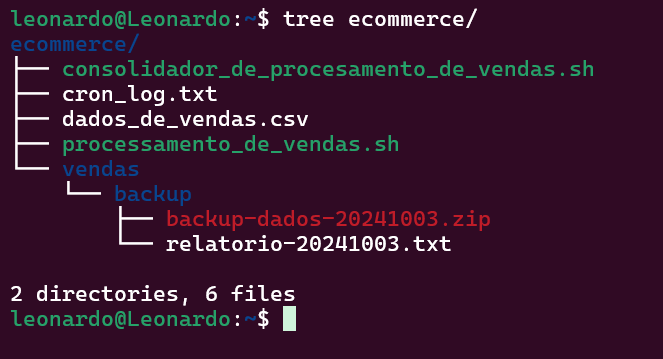 leonardo@Leonardo:~$ tree ecommerce/
ecommerce/
├── consolidador_de_procesamento_de_vendas.sh
├── cron_log.txt
├── dados_de_vendas.csv
├── processamento_de_vendas.sh
└── vendas
    └── backup
        ├── backup-dados-20241003.zip
        └── relatorio-20241003.txt

2 directories, 6 files
leonardo@Leonardo:~$